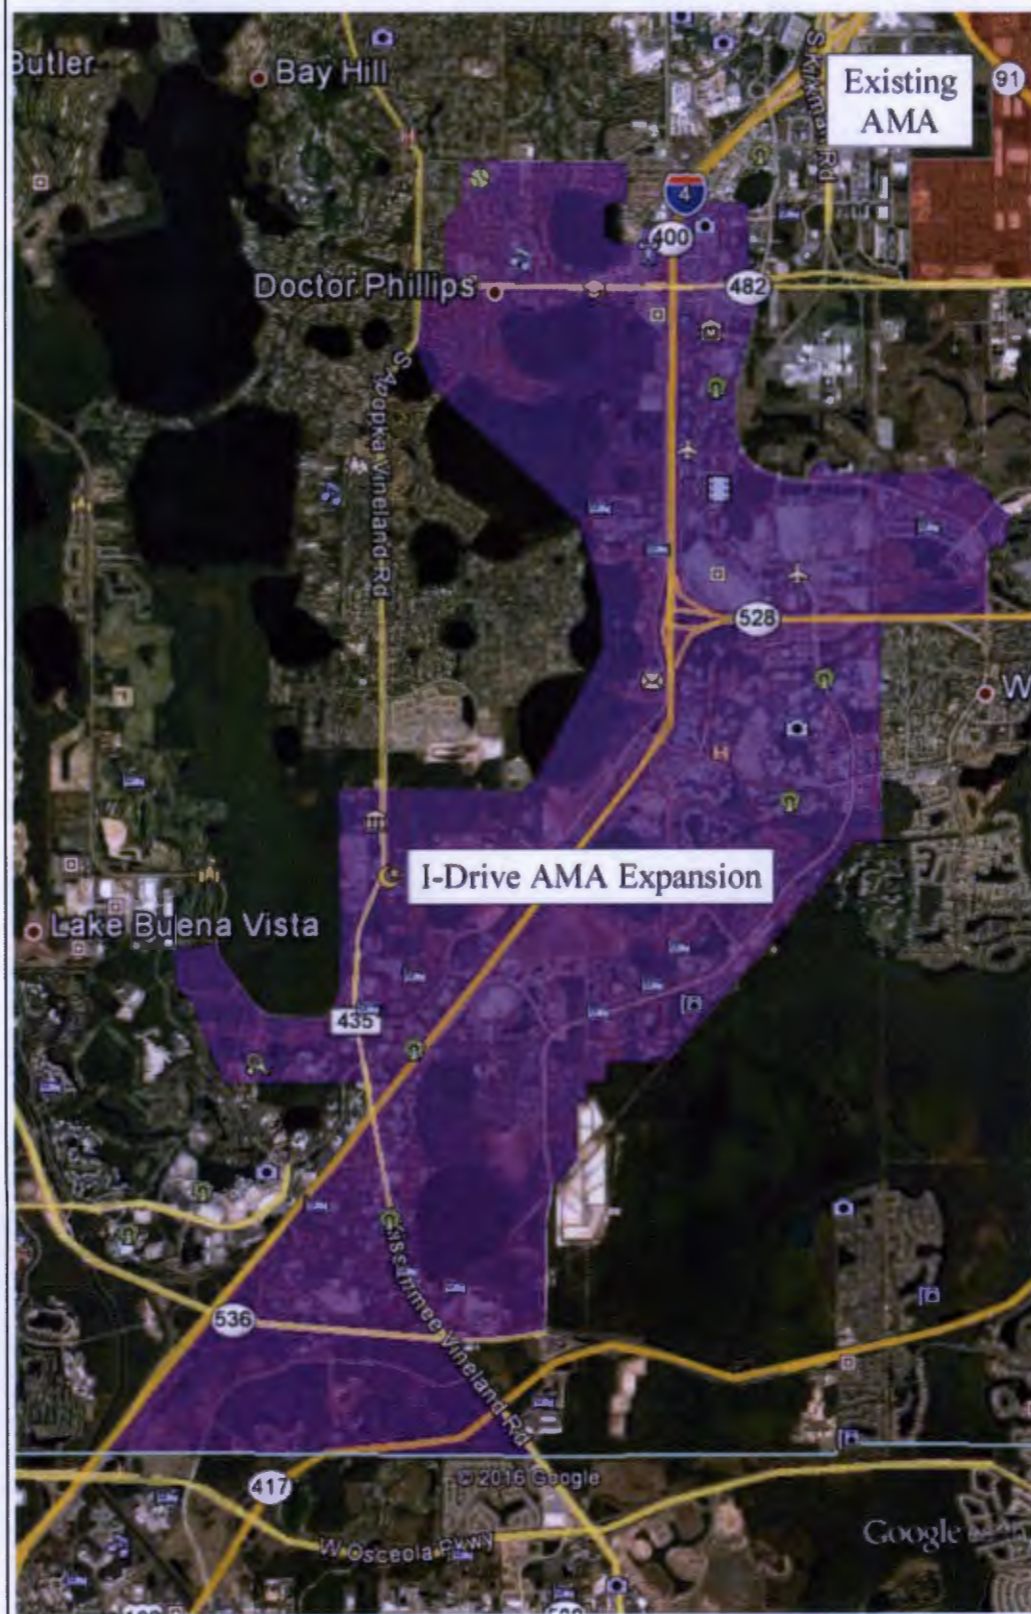 Butler
Bay Hill
S Kirkman Rd
Existing
AMA
91
4
400
Doctor Phillips
482
S Apopka Vineland Rd
528
W
I-Drive AMA Expansion
Lake Buena Vista
435
536
Kissimmee Vineland Rd
417
© 2016 Google
W Osceola Pkwy
Google